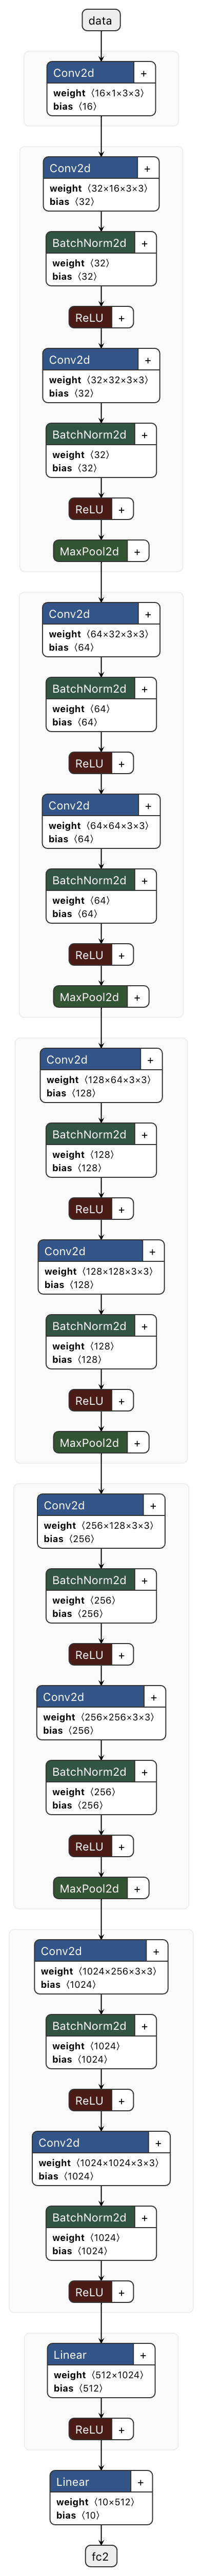 data
Conv2d +
weight ⟨16×1×3×3⟩
bias ⟨16⟩
Conv2d +
weight ⟨32×16×3×3⟩
bias ⟨32⟩
BatchNorm2d +
weight ⟨32⟩
bias ⟨32⟩
ReLU +
Conv2d +
weight ⟨32×32×3×3⟩
bias ⟨32⟩
BatchNorm2d +
weight ⟨32⟩
bias ⟨32⟩
ReLU +
MaxPool2d +
Conv2d +
weight ⟨64×32×3×3⟩
bias ⟨64⟩
BatchNorm2d +
weight ⟨64⟩
bias ⟨64⟩
ReLU +
Conv2d +
weight ⟨64×64×3×3⟩
bias ⟨64⟩
BatchNorm2d +
weight ⟨64⟩
bias ⟨64⟩
ReLU +
MaxPool2d +
Conv2d +
weight ⟨128×64×3×3⟩
bias ⟨128⟩
BatchNorm2d +
weight ⟨128⟩
bias ⟨128⟩
ReLU +
Conv2d +
weight ⟨128×128×3×3⟩
bias ⟨128⟩
BatchNorm2d +
weight ⟨128⟩
bias ⟨128⟩
ReLU +
MaxPool2d +
Conv2d +
weight ⟨256×128×3×3⟩
bias ⟨256⟩
BatchNorm2d +
weight ⟨256⟩
bias ⟨256⟩
ReLU +
Conv2d +
weight ⟨256×256×3×3⟩
bias ⟨256⟩
BatchNorm2d +
weight ⟨256⟩
bias ⟨256⟩
ReLU +
MaxPool2d +
Conv2d +
weight ⟨1024×256×3×3⟩
bias ⟨1024⟩
BatchNorm2d +
weight ⟨1024⟩
bias ⟨1024⟩
ReLU +
Conv2d +
weight ⟨1024×1024×3×3⟩
bias ⟨1024⟩
BatchNorm2d +
weight ⟨1024⟩
bias ⟨1024⟩
ReLU +
Linear +
weight ⟨512×1024⟩
bias ⟨512⟩
ReLU +
Linear +
weight ⟨10×512⟩
bias ⟨10⟩
fc2